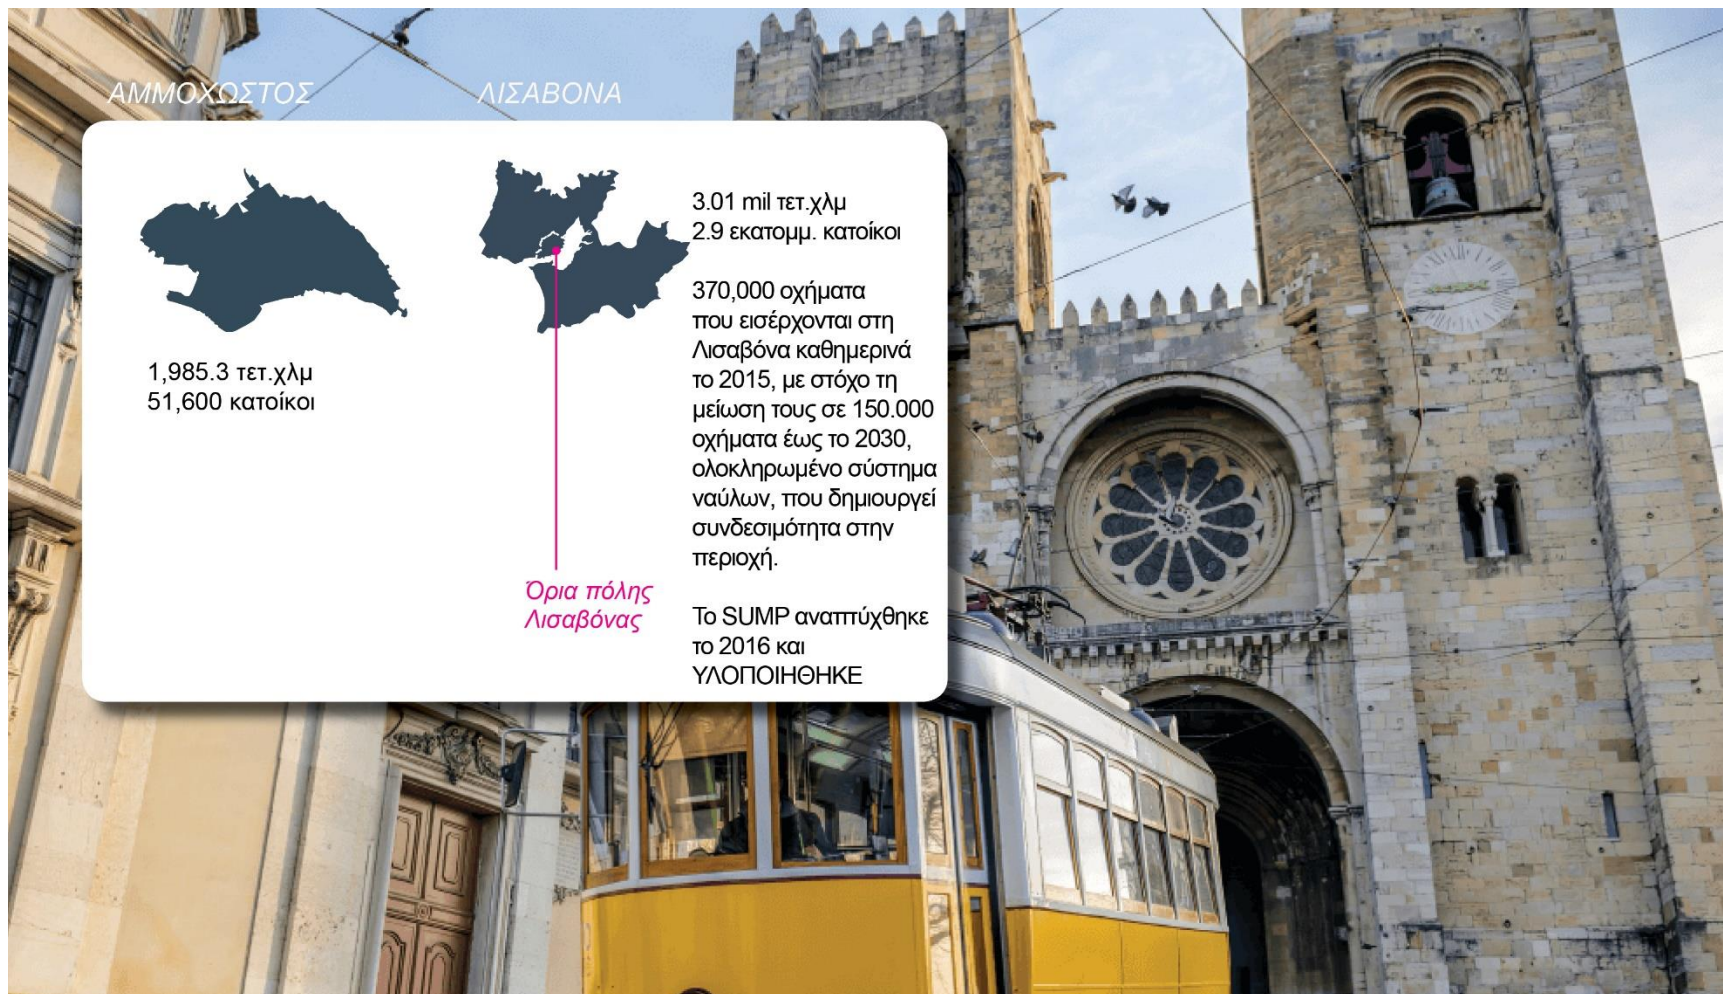 ΑΜΜΟΧΩΣΤΟΣ
ΛΙΣΑΒΟΝΑ
1,985.3 τετ.χλμ
51,600 κατοίκοι
Όρια πόλης
Λισαβόνας
3.01 mil τετ.χλμ
2.9 εκατομμ. κατοίκοι
370,000 οχήματα
που εισέρχονται στη
Λισαβόνα καθημερινά
το 2015, με στόχο τη
μείωση τους σε 150.000
οχήματα έως το 2030,
ολοκληρωμένο σύστημα
ναύλων, που δημιουργεί
συνδεσιμότητα στην
περιοχή.
Το SUMP αναπτύχθηκε
το 2016 και
ΥΛΟΠΟΙΗΘΗΚΕ